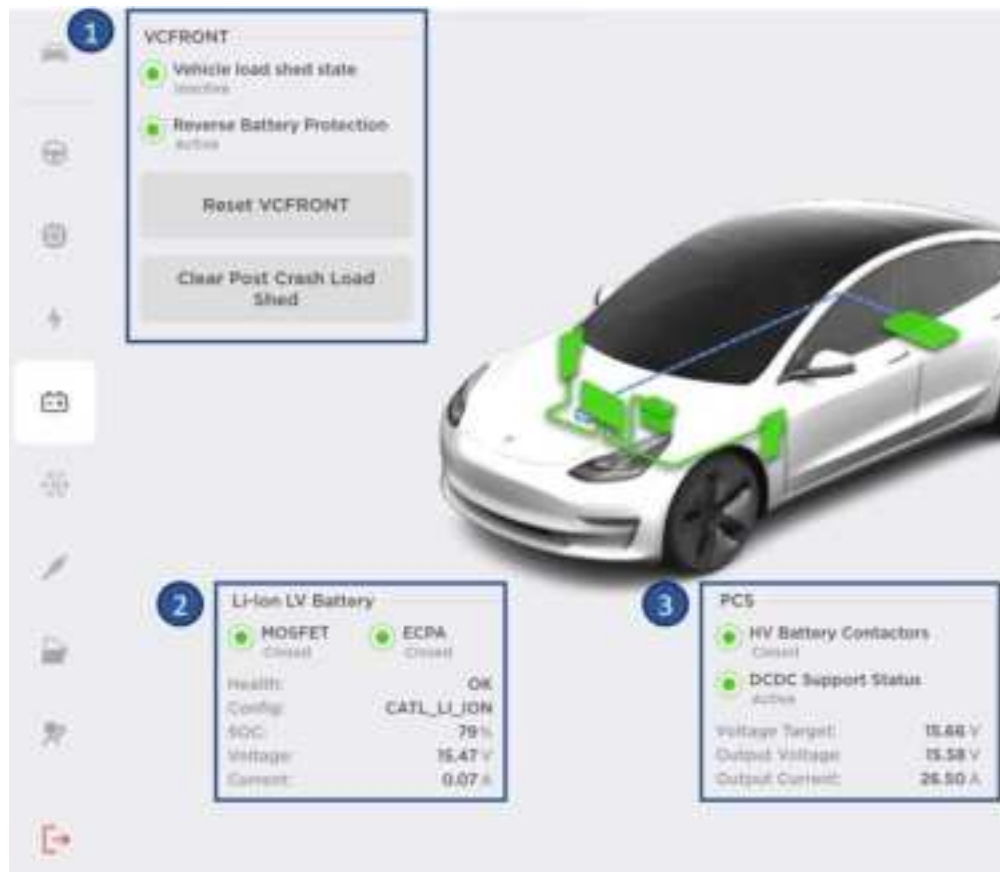 1
VCFRONT
Vehicle load shed state
Inactive
Reverse Battery Protection
Active
Reset VCFRONT
Clear Post Crash Load
Shed
2
Li-Ion LV Battery
MOSFET
Closed
ECPA
Closed
Health: OK
Config: CATL_LI_ION
SOC: 79 %
Voltage: 15.47 V
Current: 0.07 A
3
PCS
HV Battery Contactors
Closed
DCDC Support Status
Active
Voltage Target: 15.66 V
Output Voltage: 15.58 V
Output Current: 26.50 A